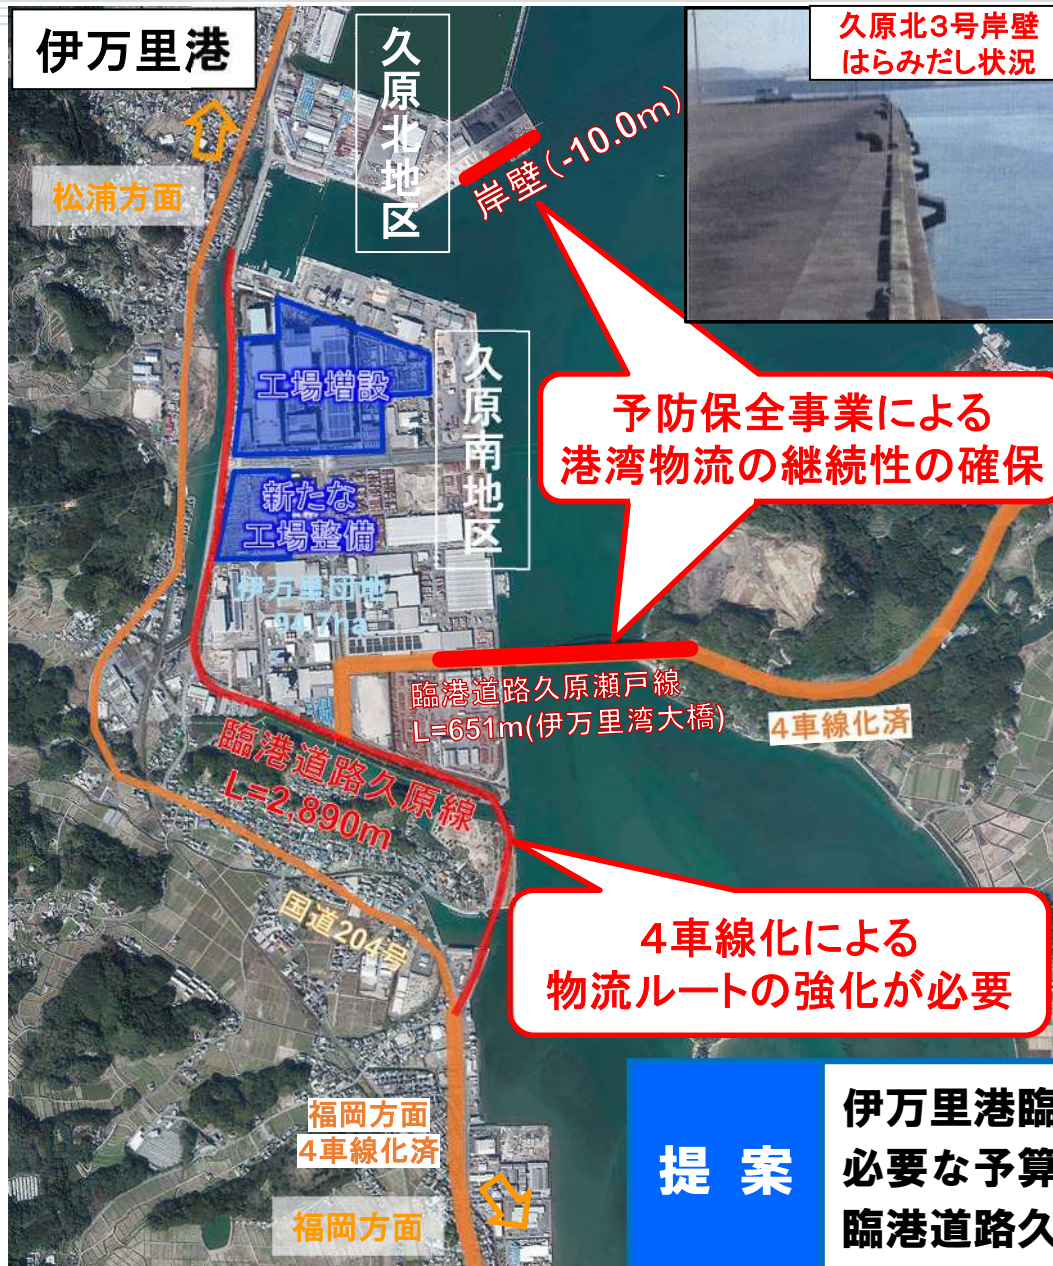 伊万里港
久原北3号岸壁
はらみだし状況
久原北地区
岸壁(-10.0m)
松浦方面
工場増設
久原南地区
予防保全事業による
港湾物流の継続性の確保
新たな
工場整備
伊万里団地
94.7ha
臨港道路久原瀬戸線
L=651m(伊万里湾大橋)
4車線化済
臨港道路久原線
L=2,890m
国道204号
4車線化による
物流ルートの強化が必要
福岡方面
4車線化済
福岡方面
提案
伊万里港臨
必要な予算
臨港道路久